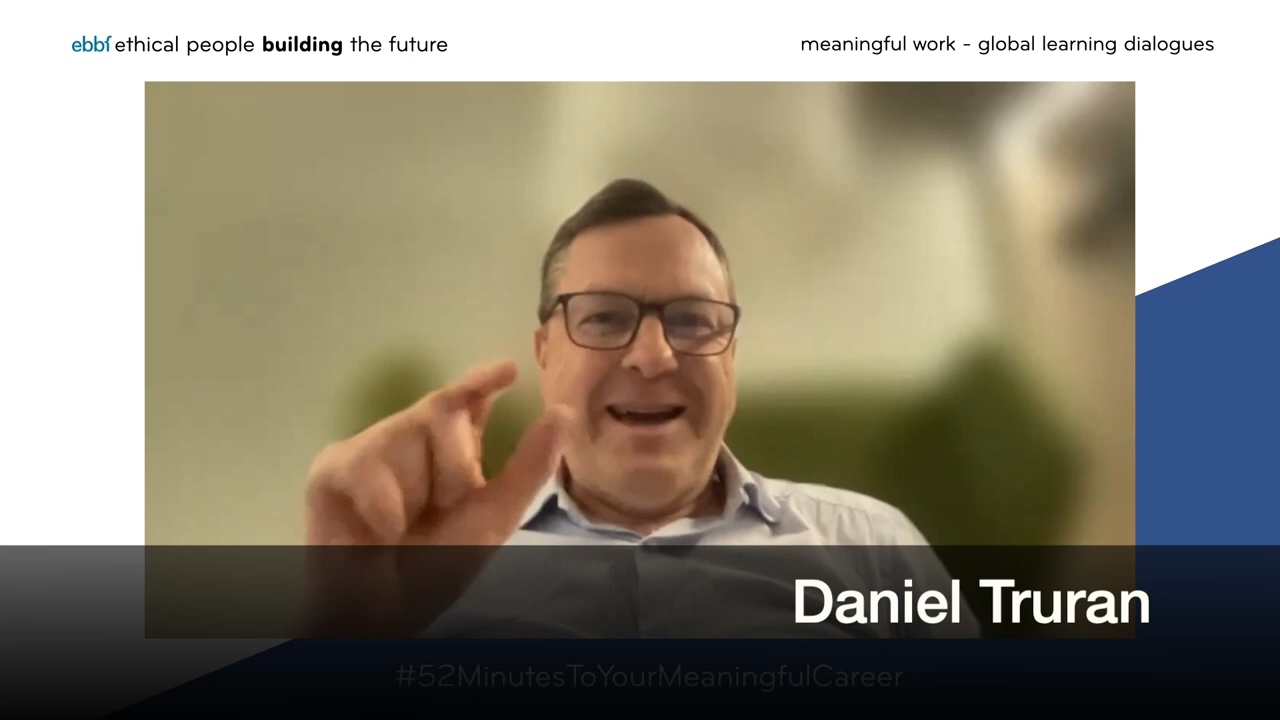 ebbf ethical people building the future
meaningful work - global learning dialogues
Daniel Truran
#52MinutesToYourMeaningfulCareer